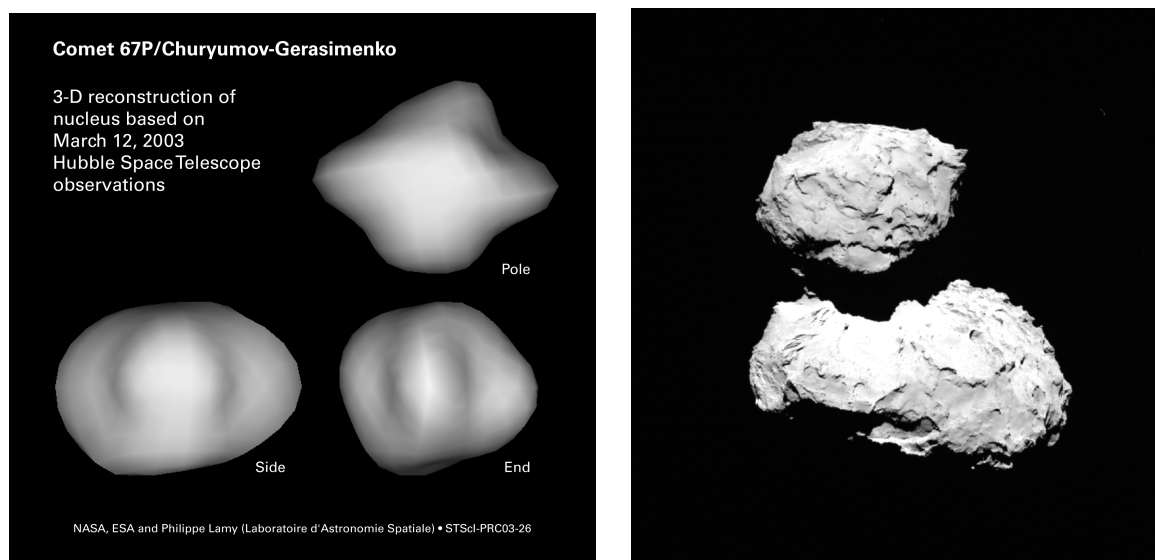 Comet 67P/Churyumov-Gerasimenko
3-D reconstruction of
nucleus based on
March 12, 2003
Hubble Space Telescope
observations
Pole
Side
End
NASA, ESA and Philippe Lamy (Laboratoire d'Astronomie Spatiale) • STScI-PRC03-26